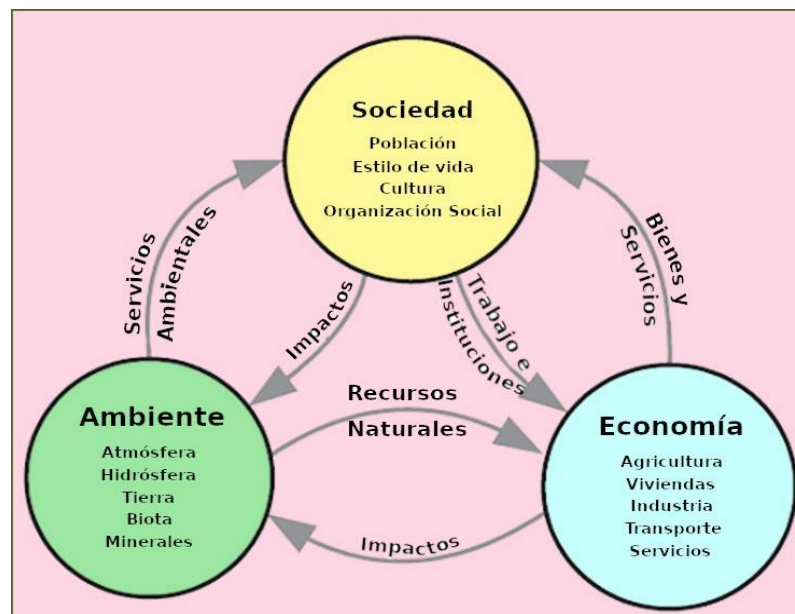 Sociedad
Población
Estilo de vida
Cultura
Organización Social
Servicios
Ambientales
Impactos
Trabajo e
Instituciones
Bienes y
Servicios
Ambiente
Atmósfera
Hidrósfera
Tierra
Biota
Minerales
Recursos
Naturales
Impactos
Economía
Agricultura
Viviendas
Industria
Transporte
Servicios